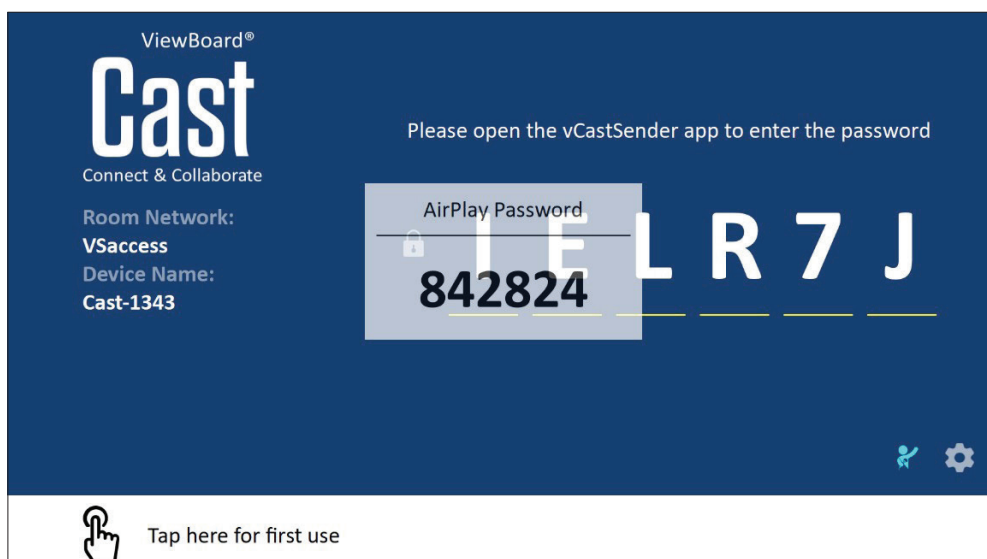 ViewBoard®
Cast
Connect & Collaborate
Room Network:
VSaccess
Device Name:
Cast-1343
Please open the vCastSender app to enter the password
AirPlay Password
842824
I E L R 7 J
Tap here for first use